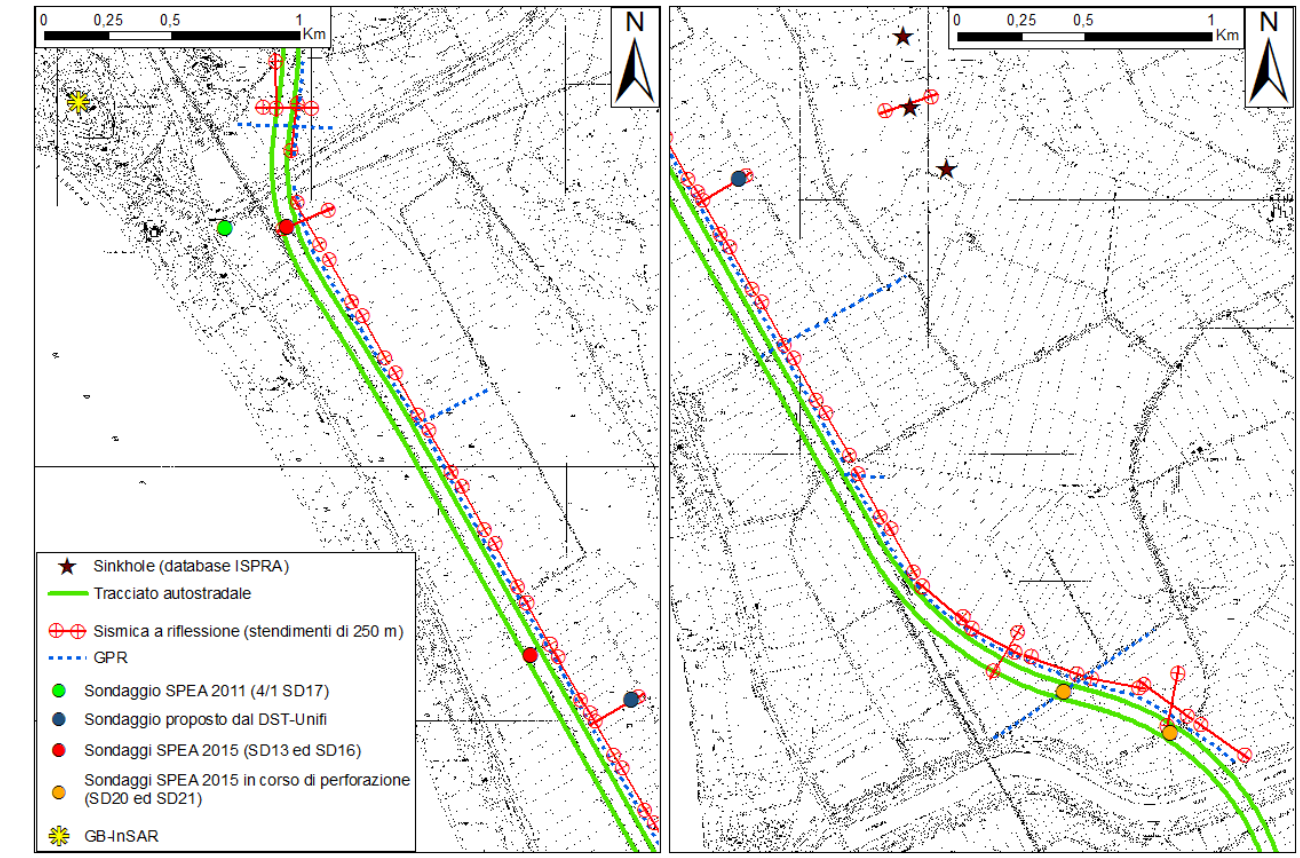 0 0,25 0,5 1
Km
N
0 0,25 0,5 1
Km
N
Sinkhole (database ISPRA)
Tracciato autostradale
Sismica a riflessione (stendimenti di 250 m)
GPR
Sondaggio SPEA 2011 (4/1 SD17)
Sondaggio proposto dal DST-Unifi
Sondaggi SPEA 2015 (SD13 ed SD16)
Sondaggi SPEA 2015 in corso di perforazione
(SD20 ed SD21)
GB-InSAR